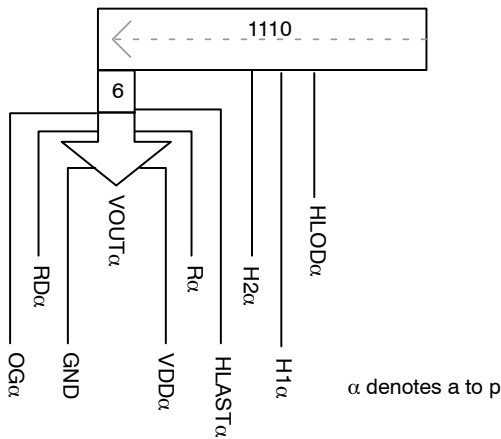 1110
6
HLODα
VOUTα
RDα
Rα
H2α
OGα
GND
VDDα
HLASTα
H1α
α denotes a to p